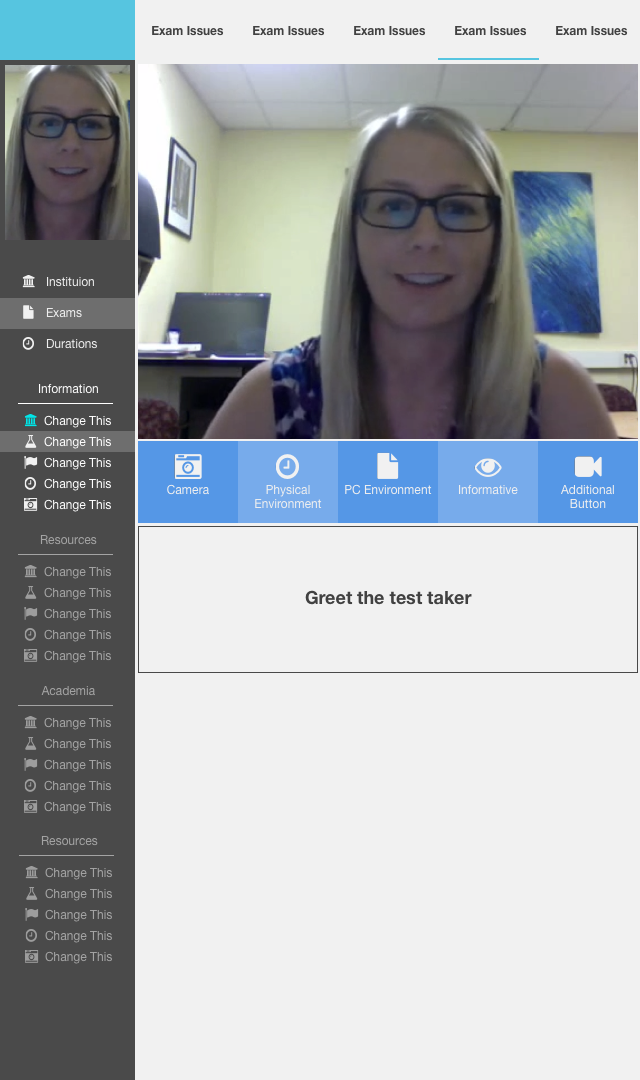 Exam Issues Exam Issues Exam Issues Exam Issues Exam Issues
Instituion
Exams
Durations
Information
Change This
Change This
Change This
Change This
Change This
Resources
Change This
Change This
Change This
Change This
Change This
Academia
Change This
Change This
Change This
Change This
Change This
Resources
Change This
Change This
Change This
Change This
Change This
Camera
Physical
Environment
PC Environment
Informative
Additional
Button
Greet the test taker